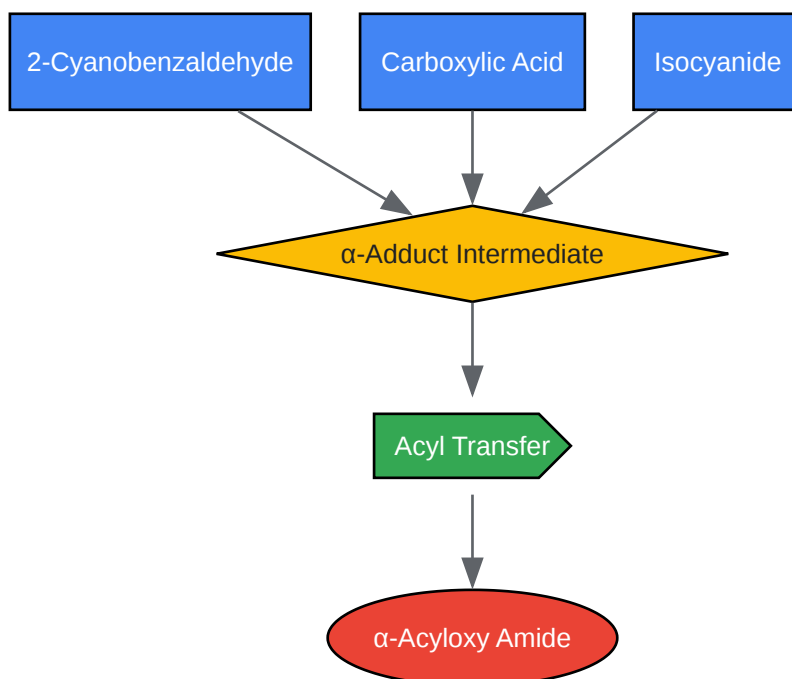 2-Cyanobenzaldehyde
Carboxylic Acid
Isocyanide
α-Adduct Intermediate
Acyl Transfer
α-Acyloxy Amide